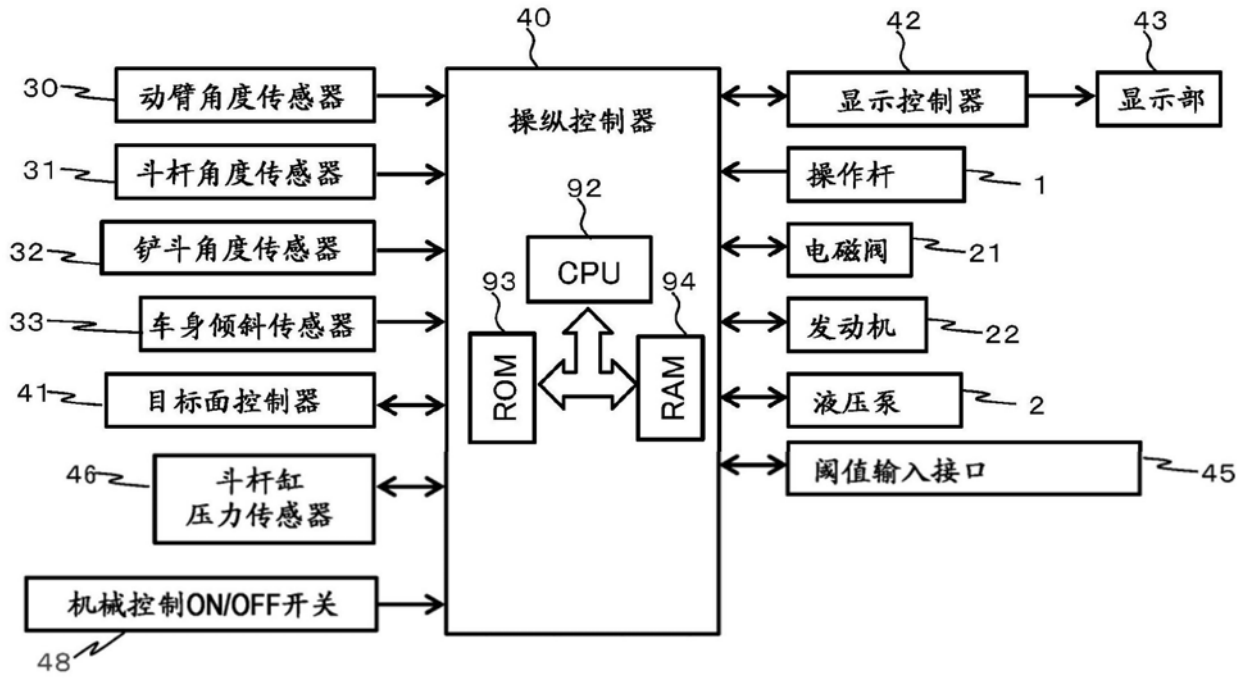 40
42
43
30
动臂角度传感器
显示控制器
显示部
操纵控制器
31
斗杆角度传感器
操作杆
1
92
32
铲斗角度传感器
CPU
电磁阀
21
93
94
33
车身倾斜传感器
发动机
22
ROM
RAM
41
目标面控制器
液压泵
2
46
斗杆缸
压力传感器
阈值输入接口
45
机械控制ON/OFF开关
48